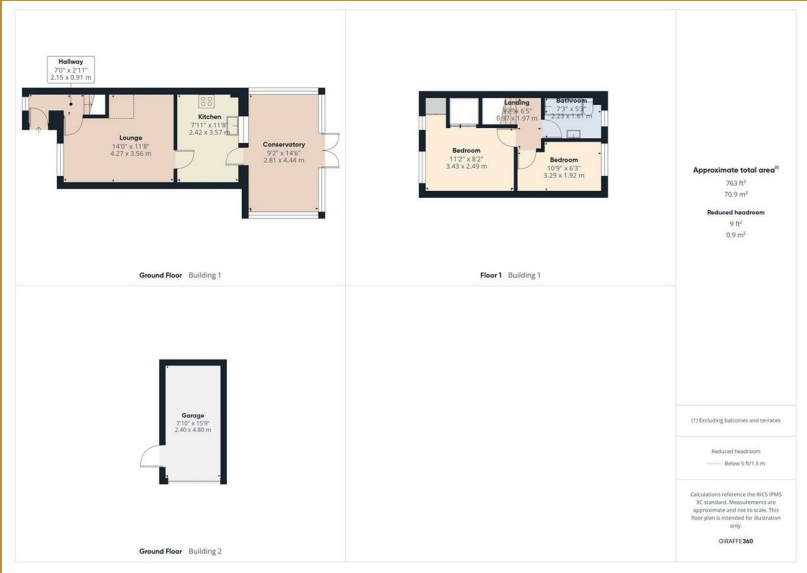 Hallway
7'0" x 2'11"
2.15 x 0.91 m
Lounge
14'0" x 11'8"
4.27 x 3.56 m
Kitchen
7'11" x 11'8"
2.42 x 3.57 m
Conservatory
9'2" x 14'6"
2.81 x 4.44 m
Ground Floor Building 1
Landing
x 6'5"
0.97 x 1.97 m
Bathroom
7'3" x 5'3"
2.23 x 1.61 m
Bedroom
11'2" x 8'2"
3.43 x 2.49 m
Bedroom
10'9" x 6'3"
3.29 x 1.92 m
Floor 1 Building 1
Garage
7'10" x 15'9"
2.40 x 4.80 m
Ground Floor Building 2
Approximate total area(1)
763 ft²
70.9 m²
Reduced headroom
9 ft²
0.9 m²
(1) Excluding balconies and terraces
Reduced headroom
Below 5 ft/1.5 m
Calculations reference the RICS IPMS
3C standard. Measurements are
approximate and not to scale. This
floor plan is intended for illustration
only.
GIRAFFE360